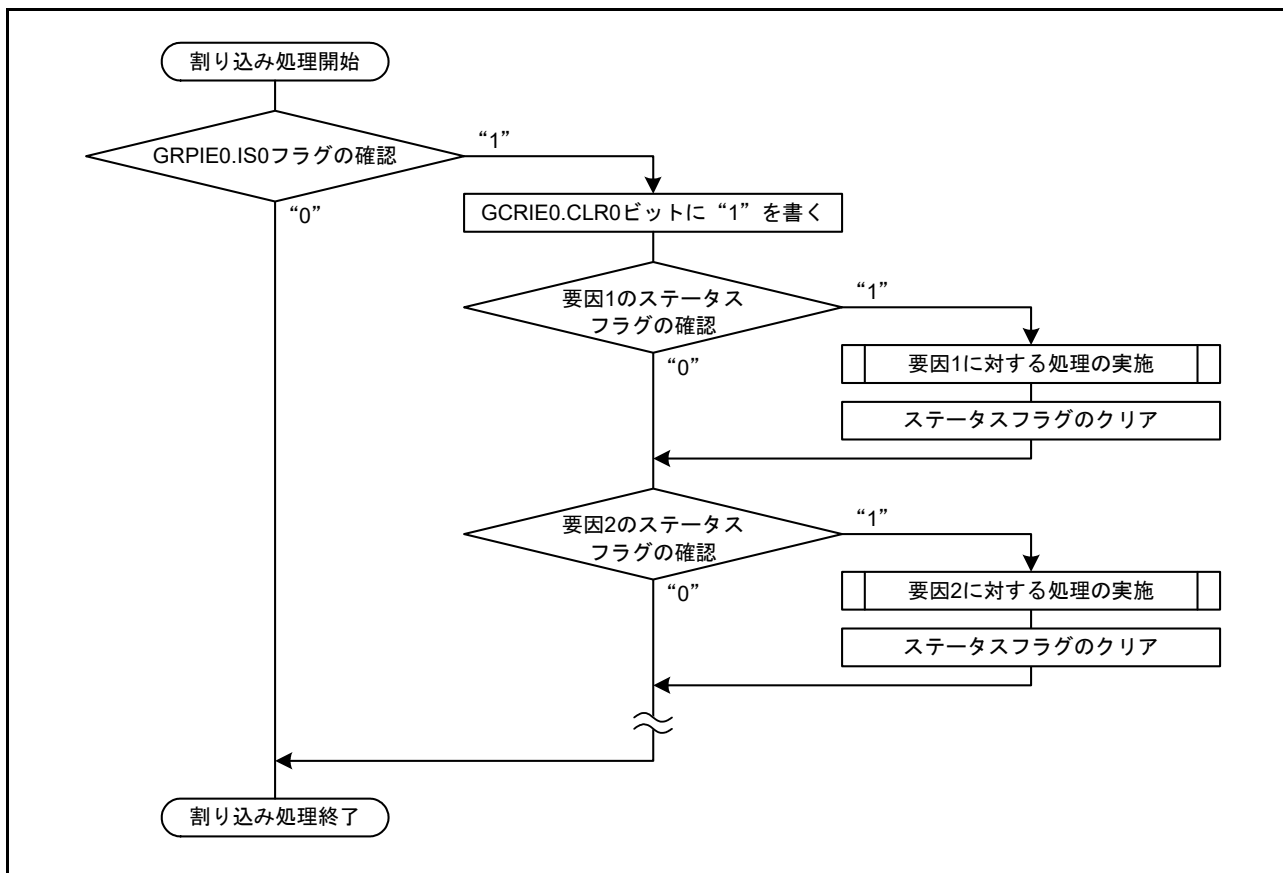 割り込み処理開始
GRPIE0.IS0フラグの確認
“1”
“0”
GCRIE0.CLR0ビットに“1”を書く
要因1のステータス
フラグの確認
“1”
“0”
要因1に対する処理の実施
ステータスフラグのクリア
要因2のステータス
フラグの確認
“1”
“0”
要因2に対する処理の実施
ステータスフラグのクリア
割り込み処理終了